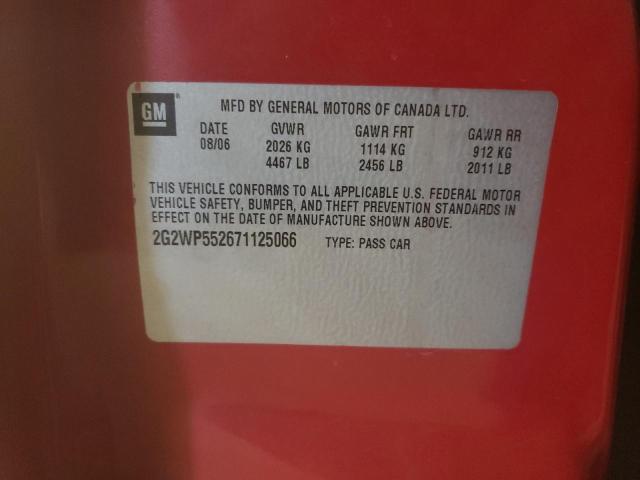 GM
MFD BY GENERAL MOTORS OF CANADA LTD.
DATE GVWR GAWR FRT GAWR RR
08/06 2026 KG 1114 KG 912 KG
4467 LB 2456 LB 2011 LB
THIS VEHICLE CONFORMS TO ALL APPLICABLE U.S. FEDERAL MOTOR
VEHICLE SAFETY, BUMPER, AND THEFT PREVENTION STANDARDS IN
EFFECT ON THE DATE OF MANUFACTURE SHOWN ABOVE.
2G2WP552671125066 TYPE: PASS CAR